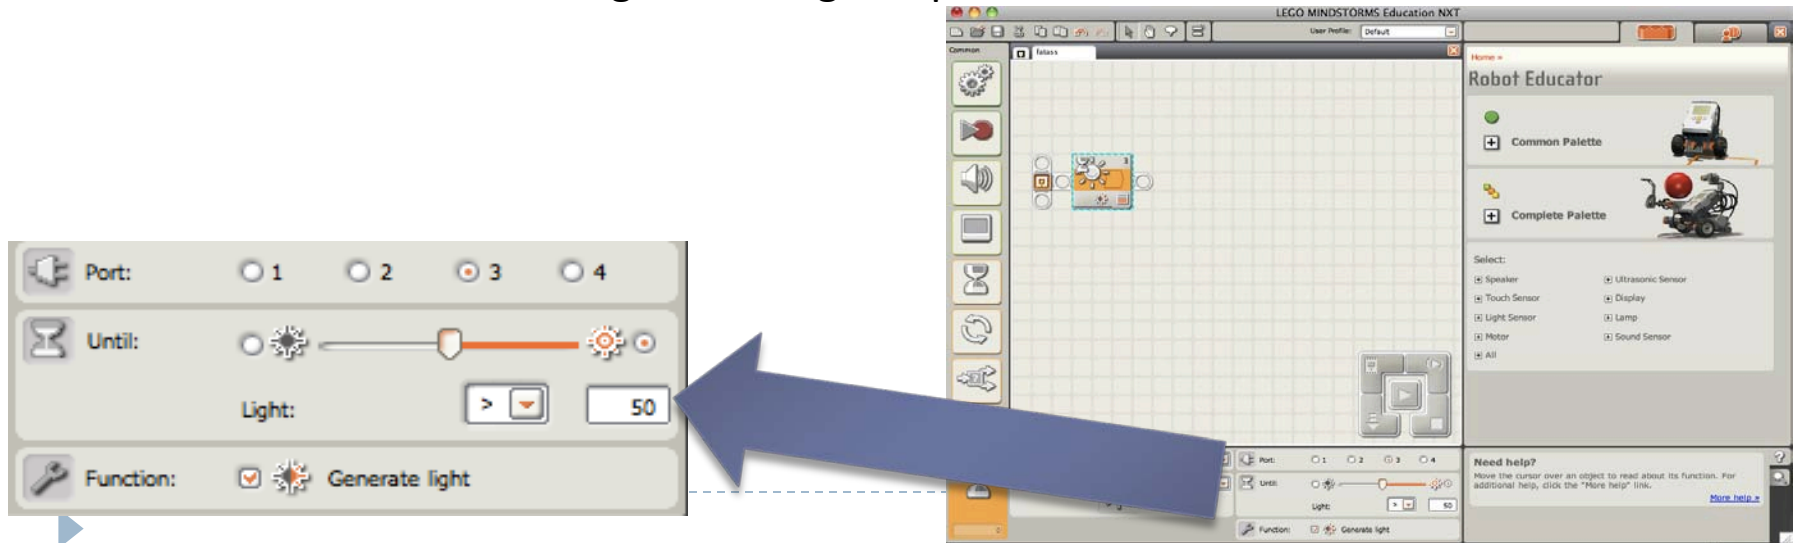 LEGO MINDSTORMS Education NXT
User Profile: Default
Common
fatass
3
Home »
Robot Educator
Common Palette
Complete Palette
Select:
Speaker
Ultrasonic Sensor
Touch Sensor
Display
Light Sensor
Lamp
Motor
Sound Sensor
All
Port: 1 2 3 4
Until:
Light: > 50
Function: Generate light
Port: 1 2 3 4
Until:
Light: > 50
Function: Generate light
Need help?
Move the cursor over an object to read about its function. For
additional help, click the "More help" link.
More help »